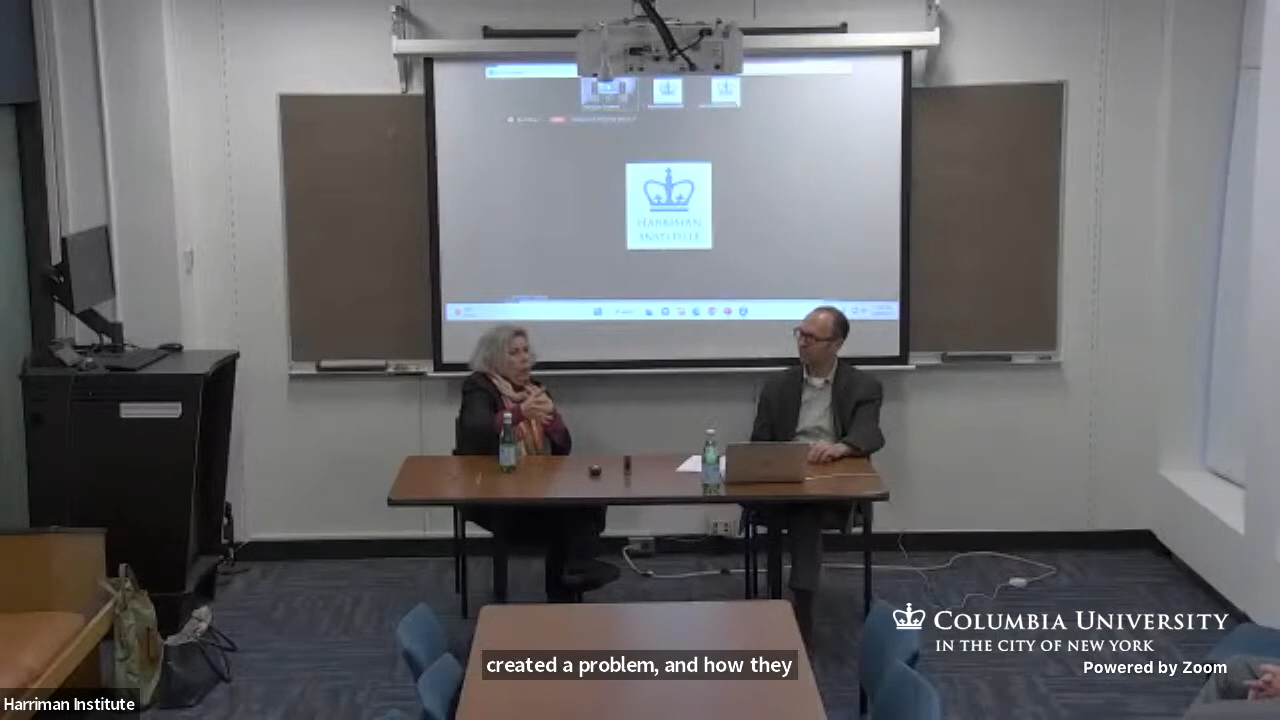 HARRIMAN
INSTITUTE
COLUMBIA UNIVERSITY
IN THE CITY OF NEW YORK
created a problem, and how they
Powered by Zoom
Harriman Institute